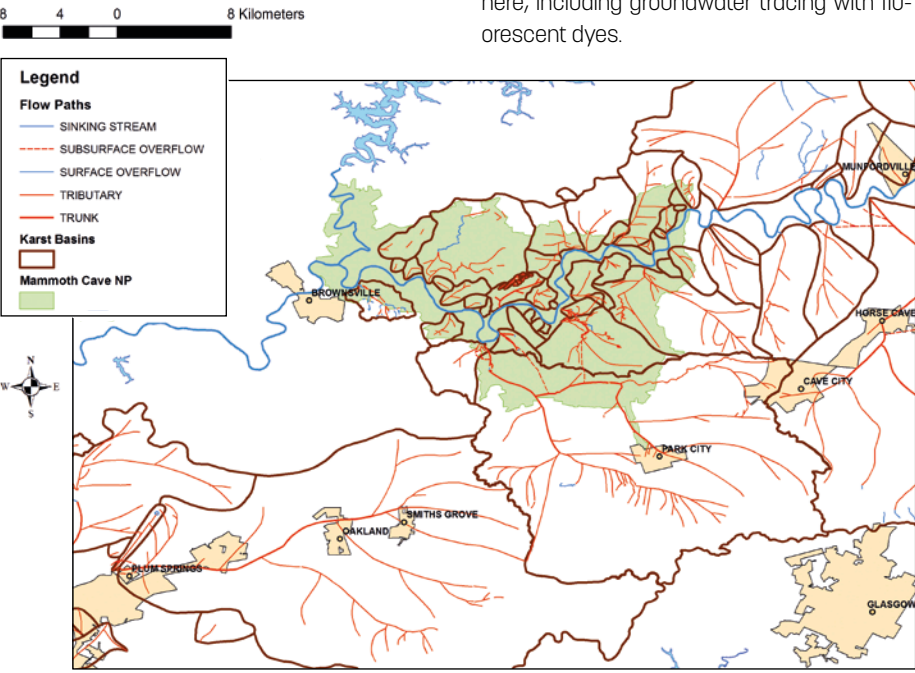 8 4 0 8 Kilometers
here, including groundwater tracing with flu-
orescent dyes.
Legend
Flow Paths
SINKING STREAM
SUBSURFACE OVERFLOW
SURFACE OVERFLOW
TRIBUTARY
TRUNK
Karst Basins
Mammoth Cave NP
MUNFORDVILLE
BROWNSVILLE
HORSE CAVE
N
W E
S
CAVE CITY
PARK CITY
SMITHS GROVE
OAKLAND
PLUM SPRINGS
GLASGOW